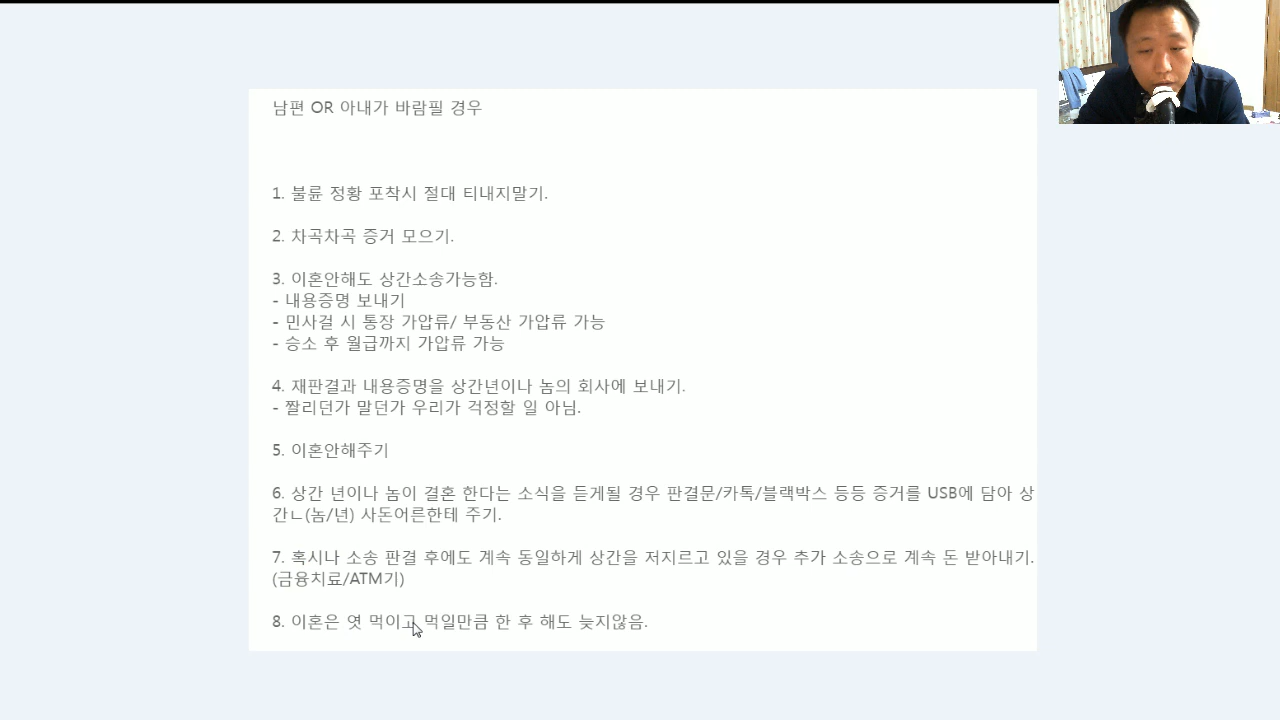 남편 OR 아내가 바람필 경우
1. 불륜 정황 포착시 절대 티내지말기.
2. 차곡차곡 증거 모으기.
3. 이혼안해도 상간소송가능함.
- 내용증명 보내기
- 민사걸 시 통장 가압류/ 부동산 가압류 가능
- 승소 후 월급까지 가압류 가능
4. 재판결과 내용증명을 상간년이나 놈의 회사에 보내기.
- 짤리던가 말던가 우리가 걱정할 일 아님.
5. 이혼안해주기
6. 상간 년이나 놈이 결혼 한다는 소식을 듣게될 경우 판결문/카톡/블랙박스 등등 증거를 USB에 담아 상
간ㄴ(놈/년) 사돈어른한테 주기.
7. 혹시나 소송 판결 후에도 계속 동일하게 상간을 저지르고 있을 경우 추가 소송으로 계속 돈 받아내기.
(금융치료/ATM기)
8. 이혼은 엿 먹이고 먹일만큼 한 후 해도 늦지않음.